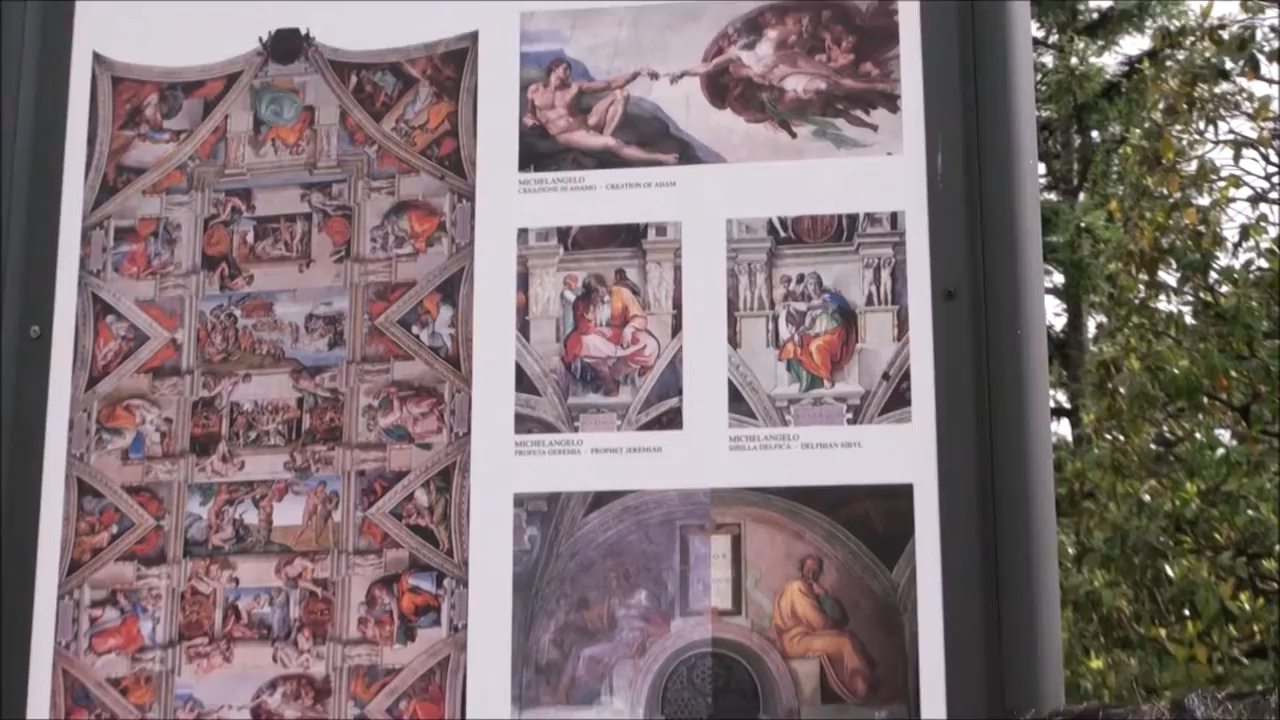 MICHELANGELO
CREAZIONE DI ADAMO - CREATION OF ADAM
MICHELANGELO
PROFETA GEREMIA - PROPHET JEREMIAH
MICHELANGELO
SIBILLA DELFICA - DELPHIAN SIBYL